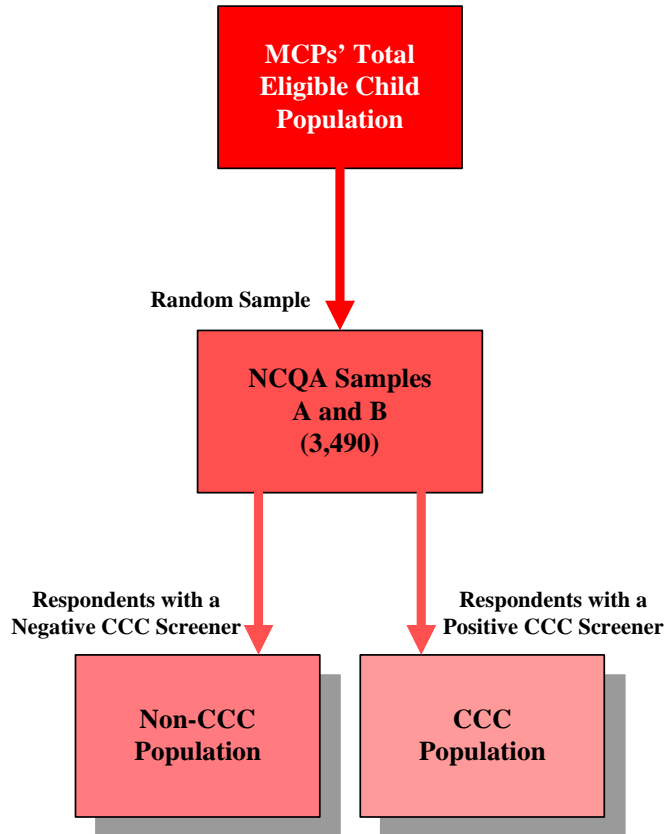 MCPs’ Total
Eligible Child
Population
Random Sample
NCQA Samples
A and B
(3,490)
Respondents with a
Negative CCC Screener
Respondents with a
Positive CCC Screener
Non-CCC
Population
CCC
Population